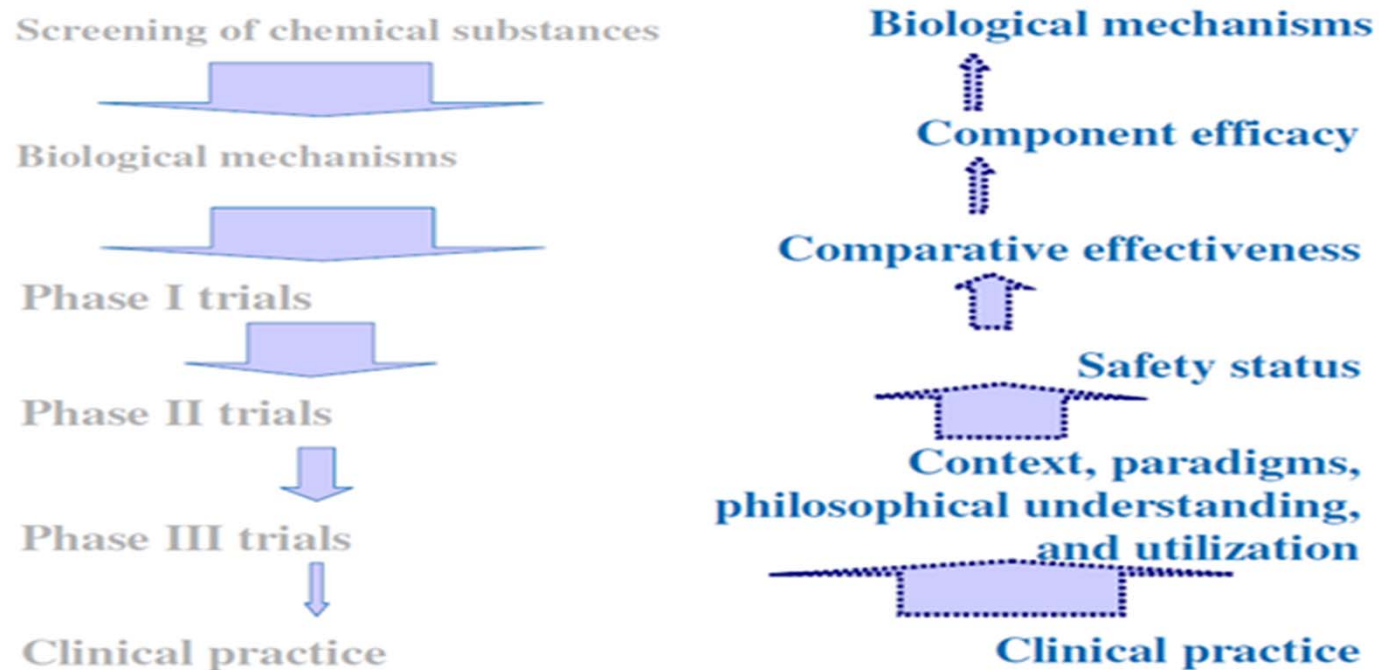 Screening of chemical substances
Biological mechanisms
Phase I trials
Phase II trials
Phase III trials
Clinical practice
Biological mechanisms
Component efficacy
Comparative effectiveness
Safety status
Context, paradigms,
philosophical understanding,
and utilization
Clinical practice